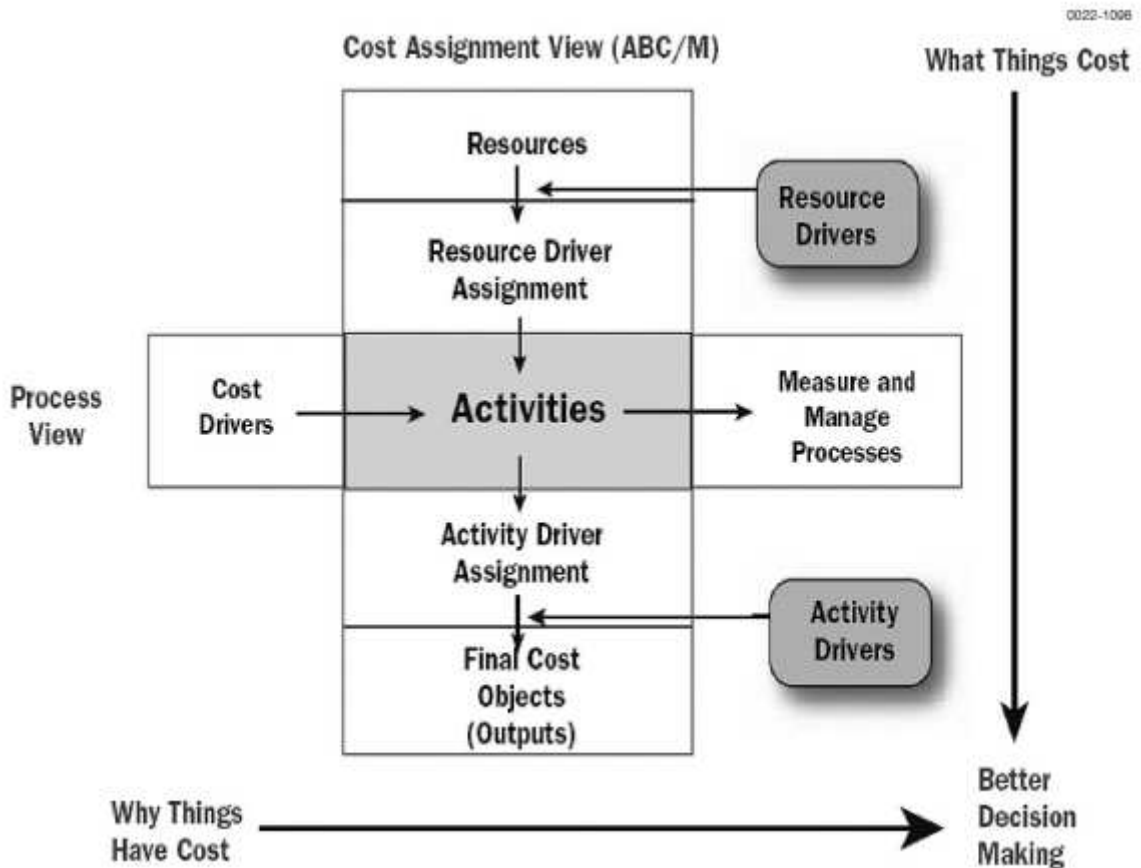 0022-1096
Cost Assignment View (ABC/M)
What Things Cost
Resources
Resource
Drivers
Resource Driver
Assignment
Process
View
Cost
Drivers
Activities
Measure and
Manage
Processes
Activity Driver
Assignment
Activity
Drivers
Final Cost
Objects
(Outputs)
Why Things
Have Cost
Better
Decision
Making